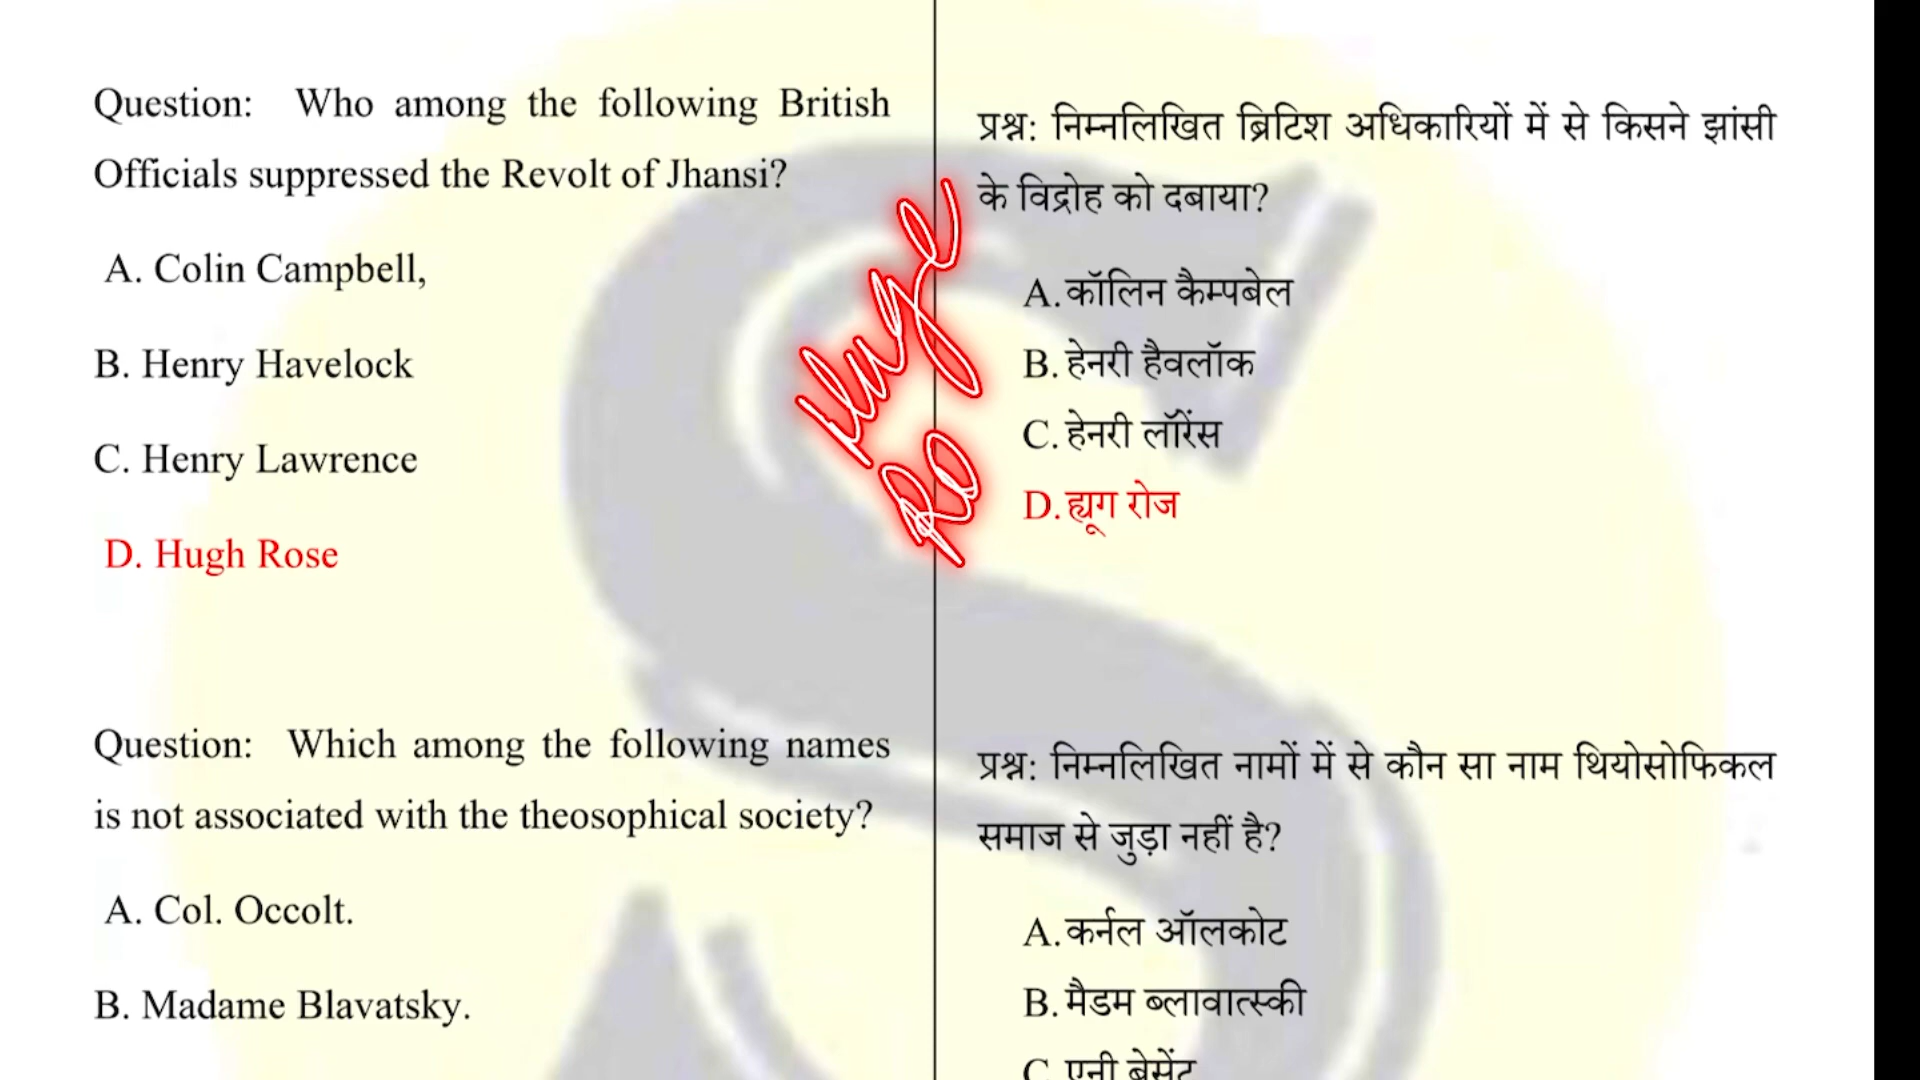 Question: Who among the following British
Officials suppressed the Revolt of Jhansi?
A. Colin Campbell,
B. Henry Havelock
C. Henry Lawrence
D. Hugh Rose
Question: Which among the following names
is not associated with the theosophical society?
A. Col. Occolt.
B. Madame Blavatsky.
प्रश्न: निम्नलिखित ब्रिटिश अधिकारियों में से किसने झांसी
के विद्रोह को दबाया?
A. कॉलिन कैम्पबेल
B. हेनरी हैवलॉक
C. हेनरी लॉरेंस
D. ह्यूग रोज
प्रश्न: निम्नलिखित नामों में से कौन सा नाम थियोसोफिकल
समाज से जुड़ा नहीं है?
A. कर्नल ऑलकोट
B. मैडम ब्लावात्स्की
C. एनी बेसेंट
Huge
Ro